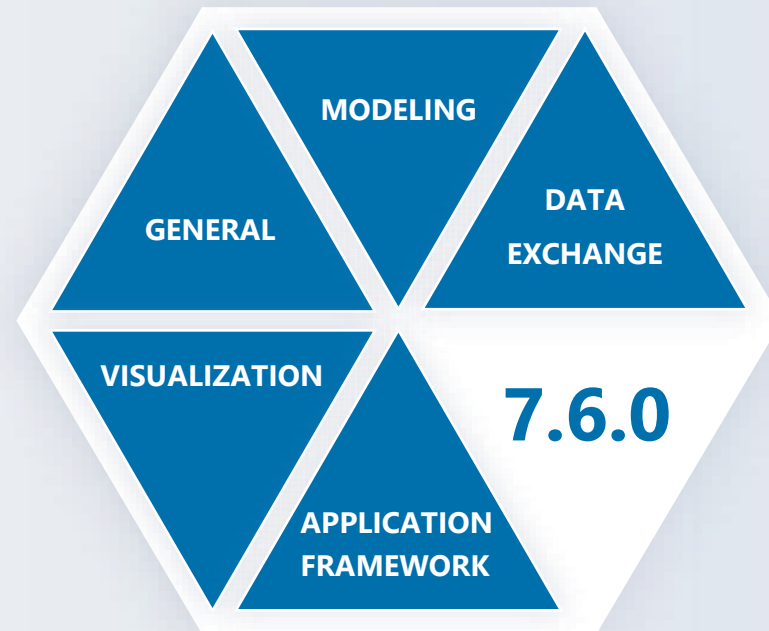 MODELING
GENERAL
DATA
EXCHANGE
VISUALIZATION
7.6.0
APPLICATION
FRAMEWORK